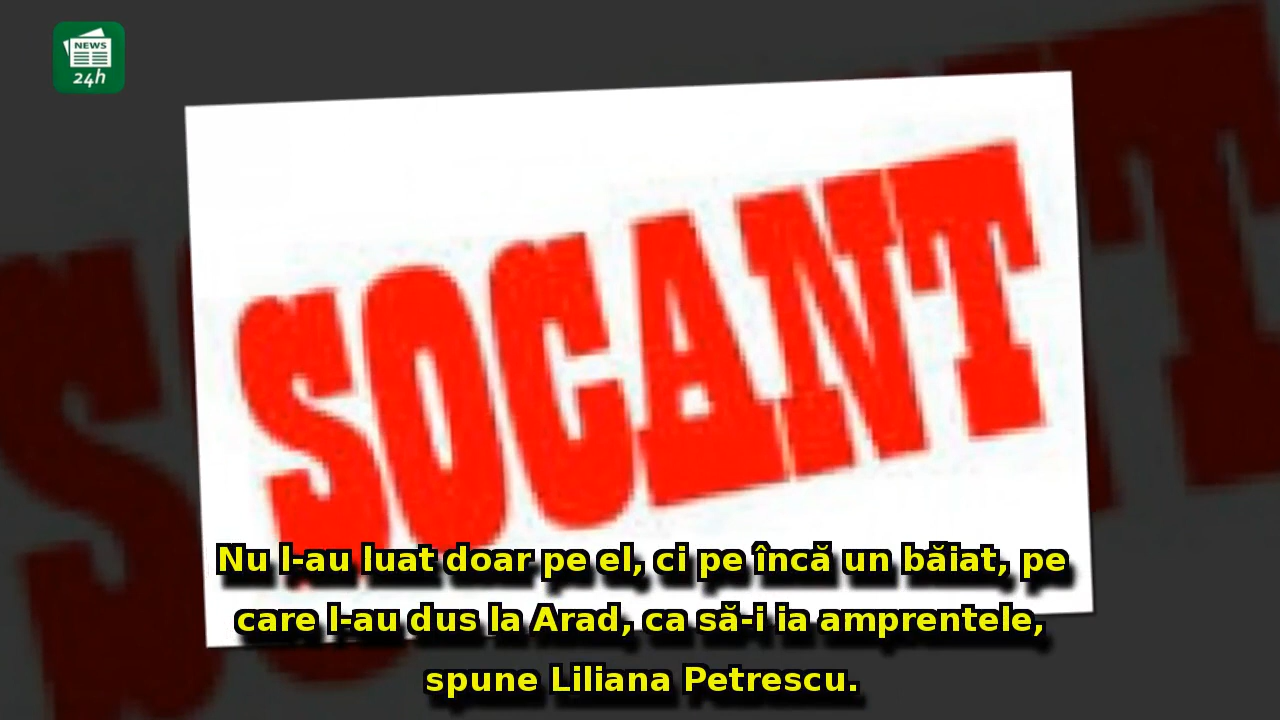 NEWS
24h
SOCANT
Nu l-au luat doar pe el, ci pe încă un băiat, pe
care l-au dus la Arad, ca să-i ia amprentele,
spune Liliana Petrescu.